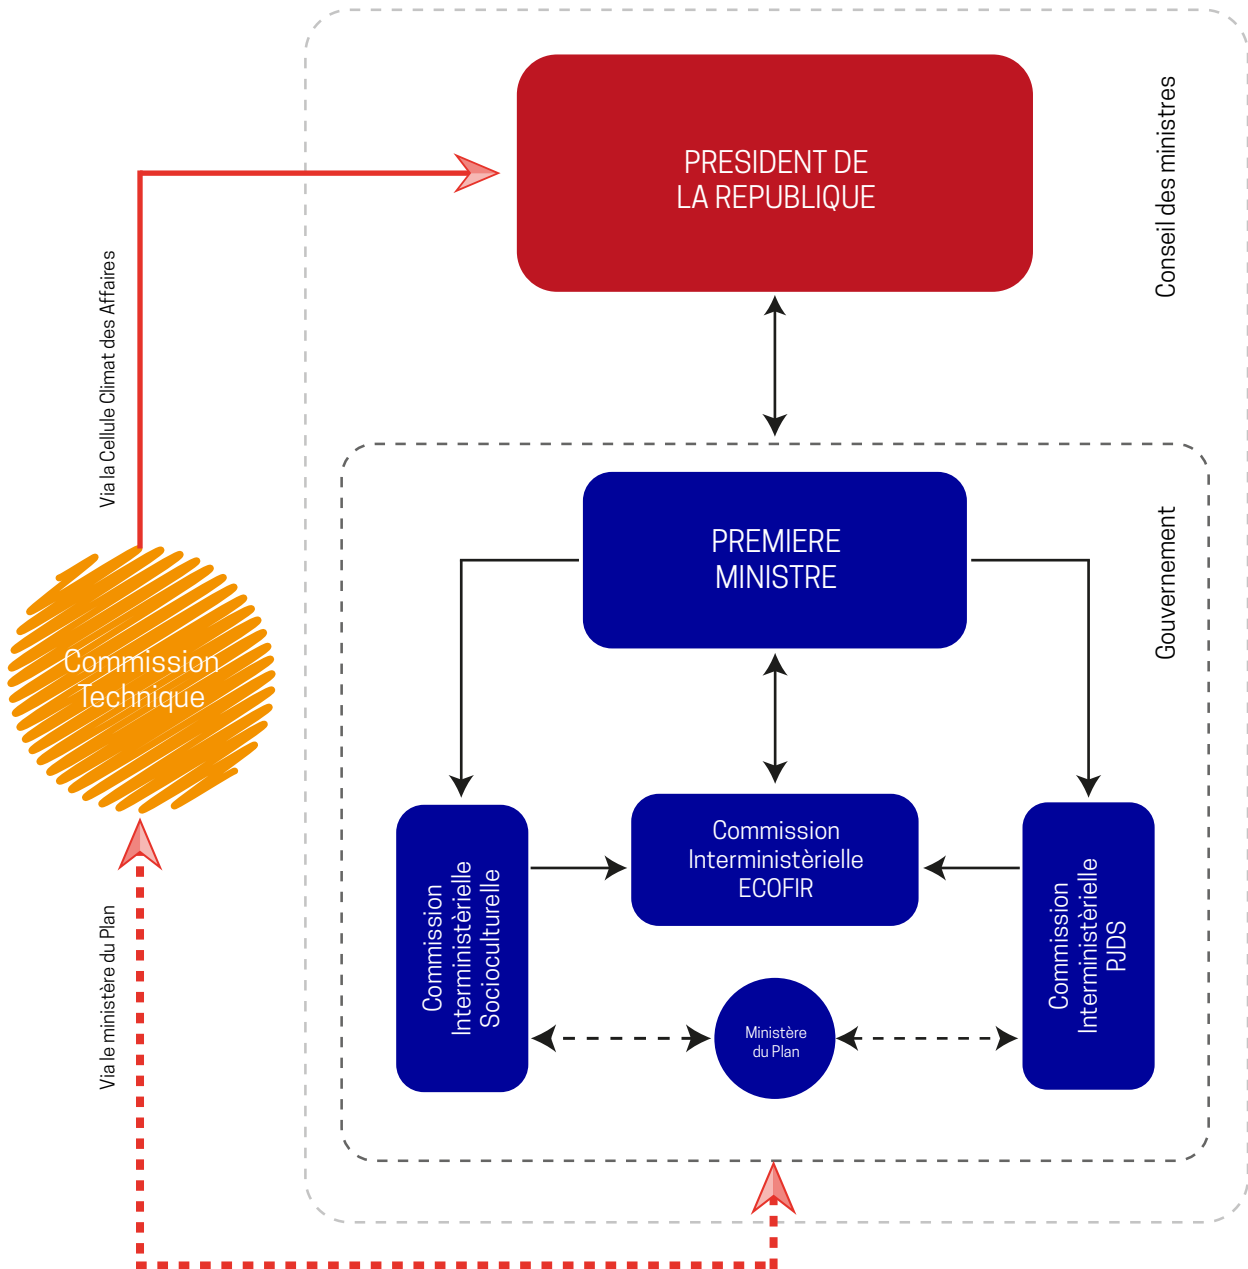 Conseil des ministres
PRESIDENT DE
LA REPUBLIQUE
Via la Cellule Climat des Affaires
Gouvernement
PREMIERE
MINISTRE
Commission
Technique
Commission
Interministèrielle
Socioculturelle
Commission
Interministèrielle
ECOFIR
Commission
Interministèrielle
PJDS
Via le ministère du Plan
Ministère
du Plan